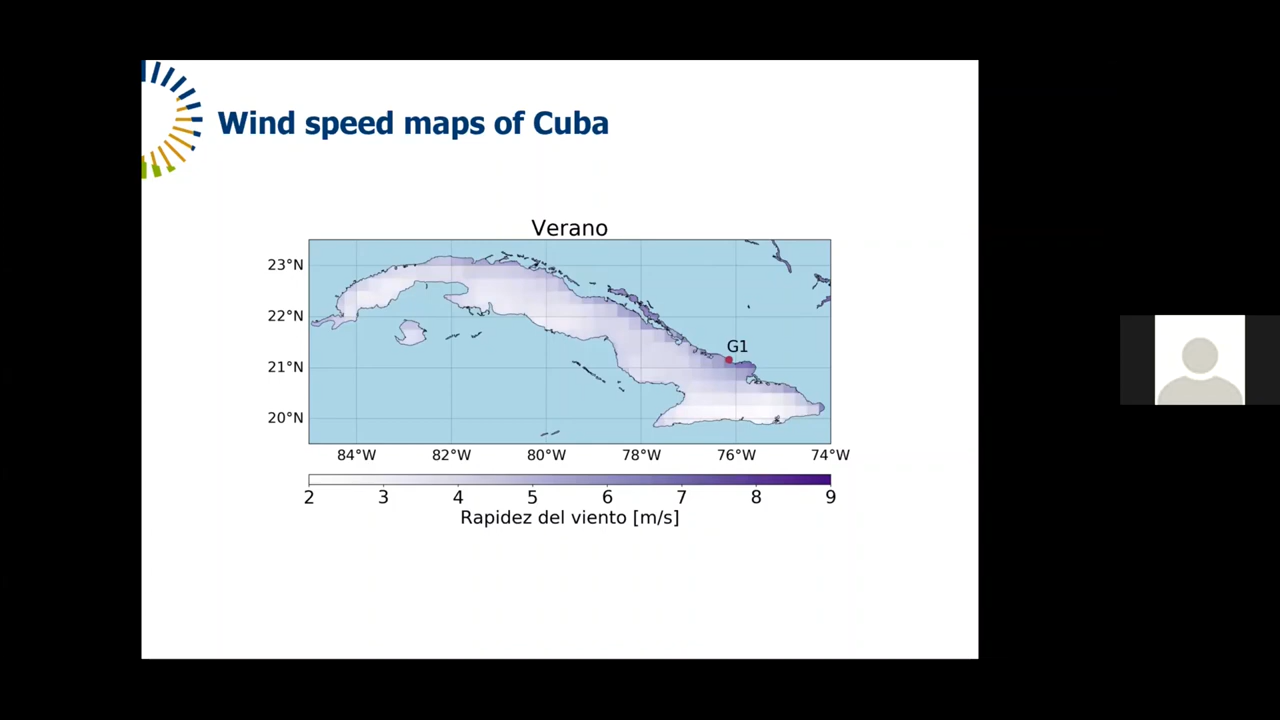 Wind speed maps of Cuba
Verano
23°N
22°N
21°N
20°N
G1
84°W 82°W 80°W 78°W 76°W 74°W
2 3 4 5 6 7 8 9
Rapidez del viento [m/s]